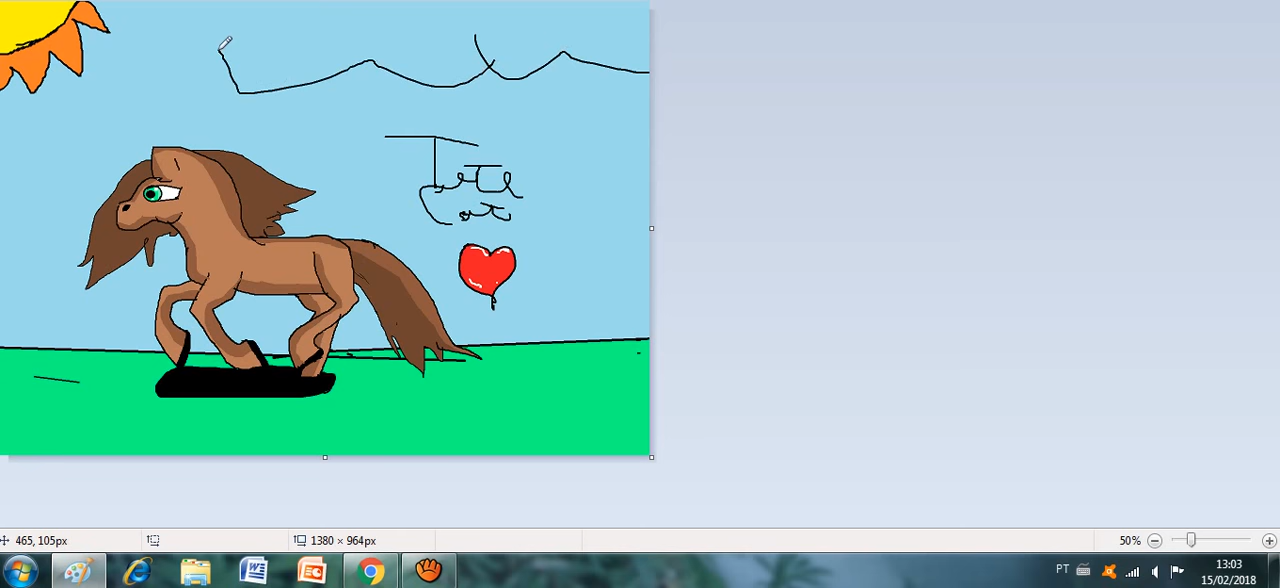 465, 105px
1380 × 964px
50%
PT
13:03
15/02/2018